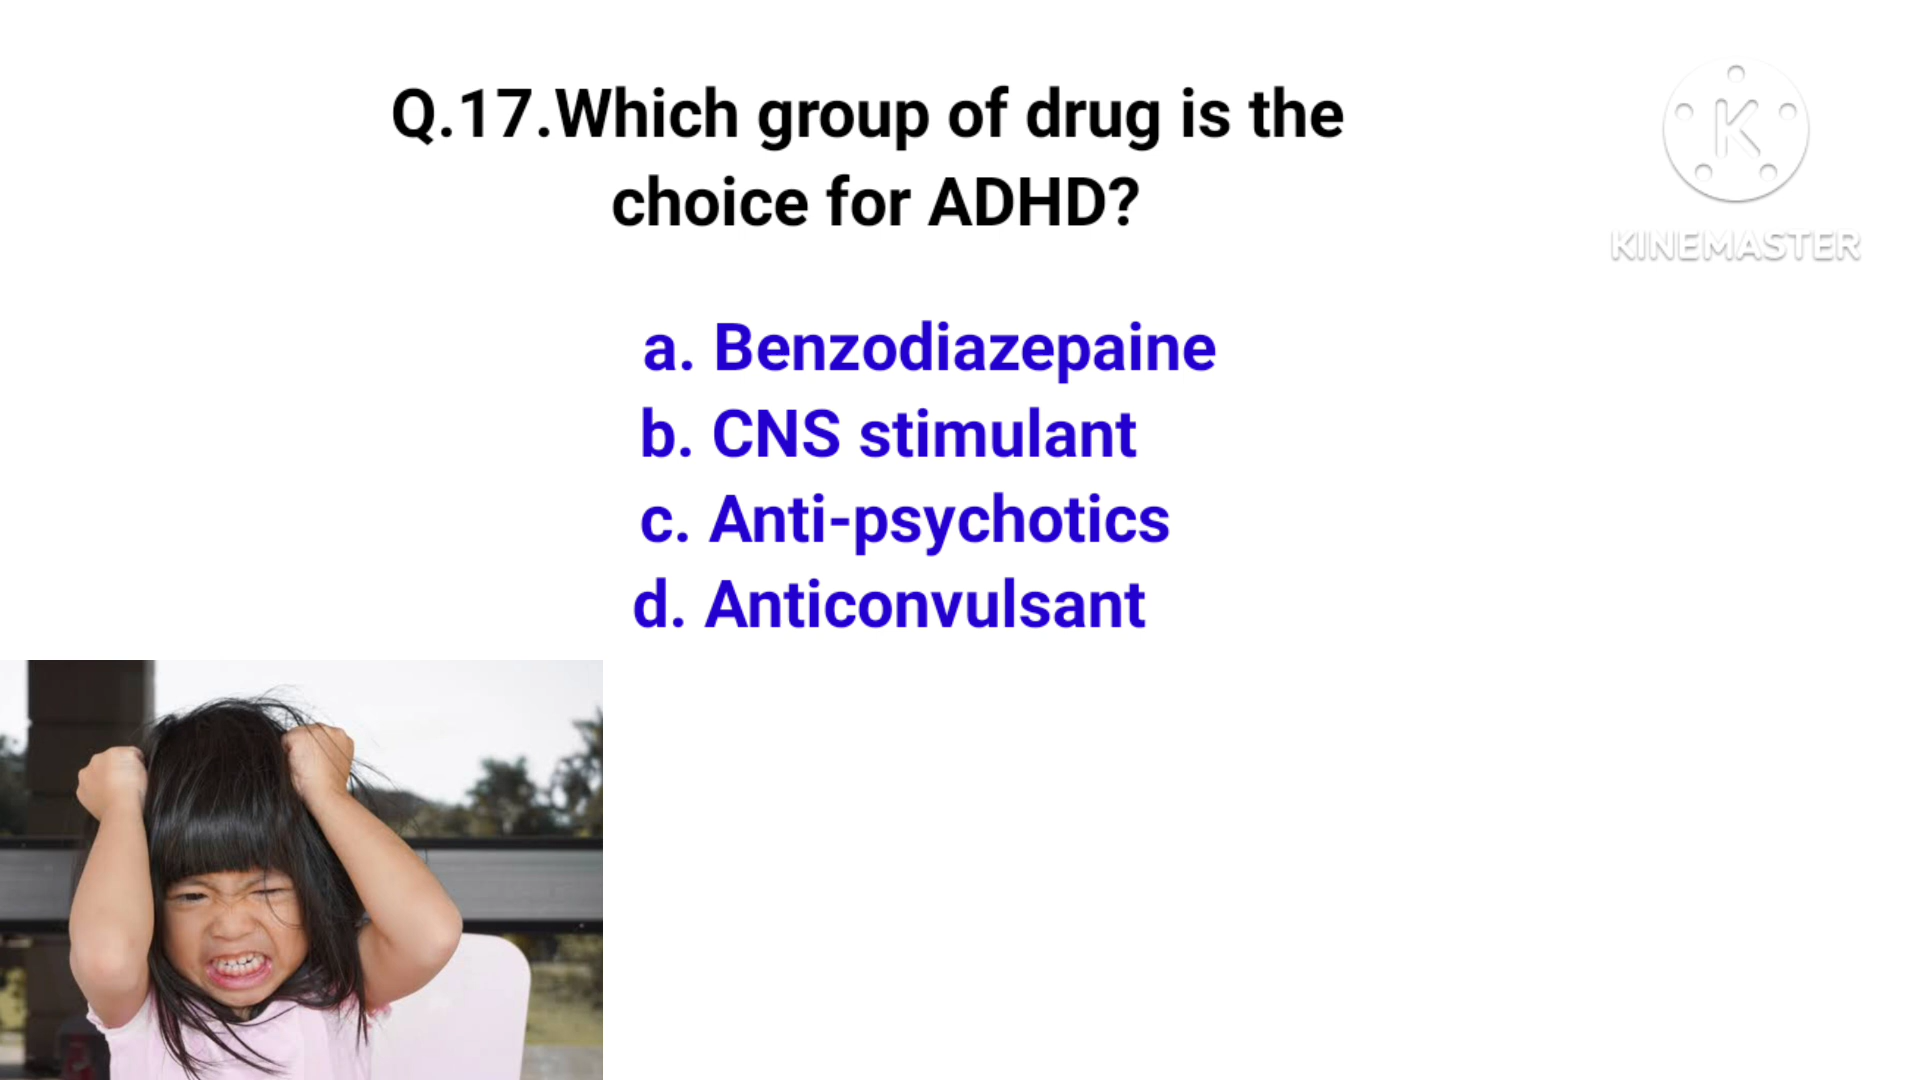 Q.17.Which group of drug is the
choice for ADHD?
K
KINEMASTER
a. Benzodiazepaine
b. CNS stimulant
c. Anti-psychotics
d. Anticonvulsant